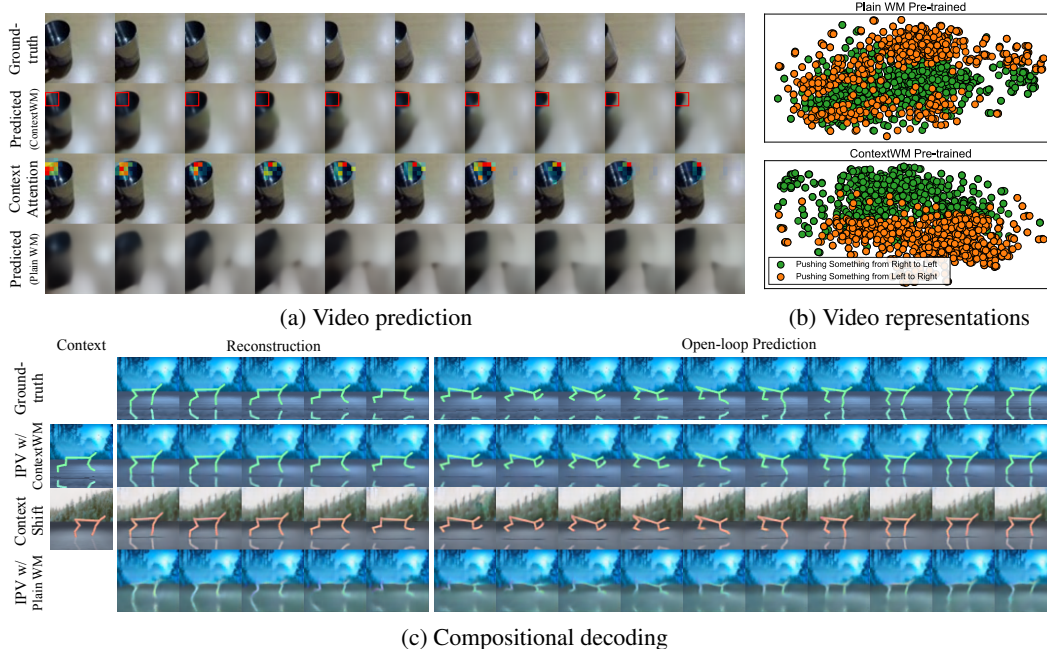 Ground-
truth
Predicted
(ContextWM)
Context
Attention
Predicted
(Plain WM)
(a) Video prediction
Plain WM Pre-trained
ContextWM Pre-trained
Pushing Something from Right to Left
Pushing Something from Left to Right
(b) Video representations
Context
Reconstruction
Open-loop Prediction
Ground-
truth
IPV w/
ContextWM
Context
Shift
IPV w/
Plain WM
(c) Compositional decoding